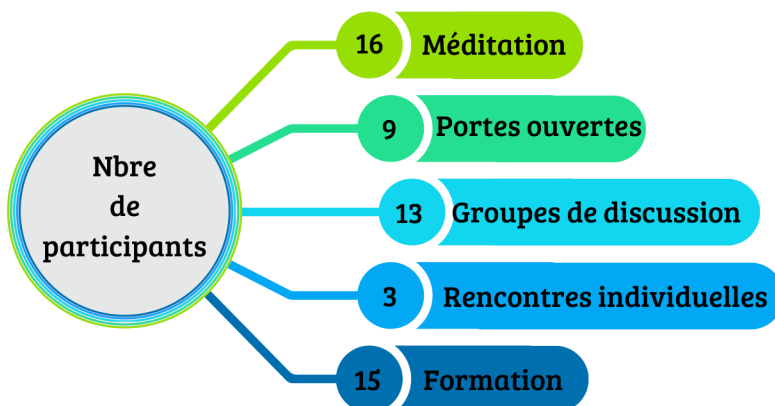 Nbre
de
participants
16 Méditation
9 Portes ouvertes
13 Groupes de discussion
3 Rencontres individuelles
15 Formation